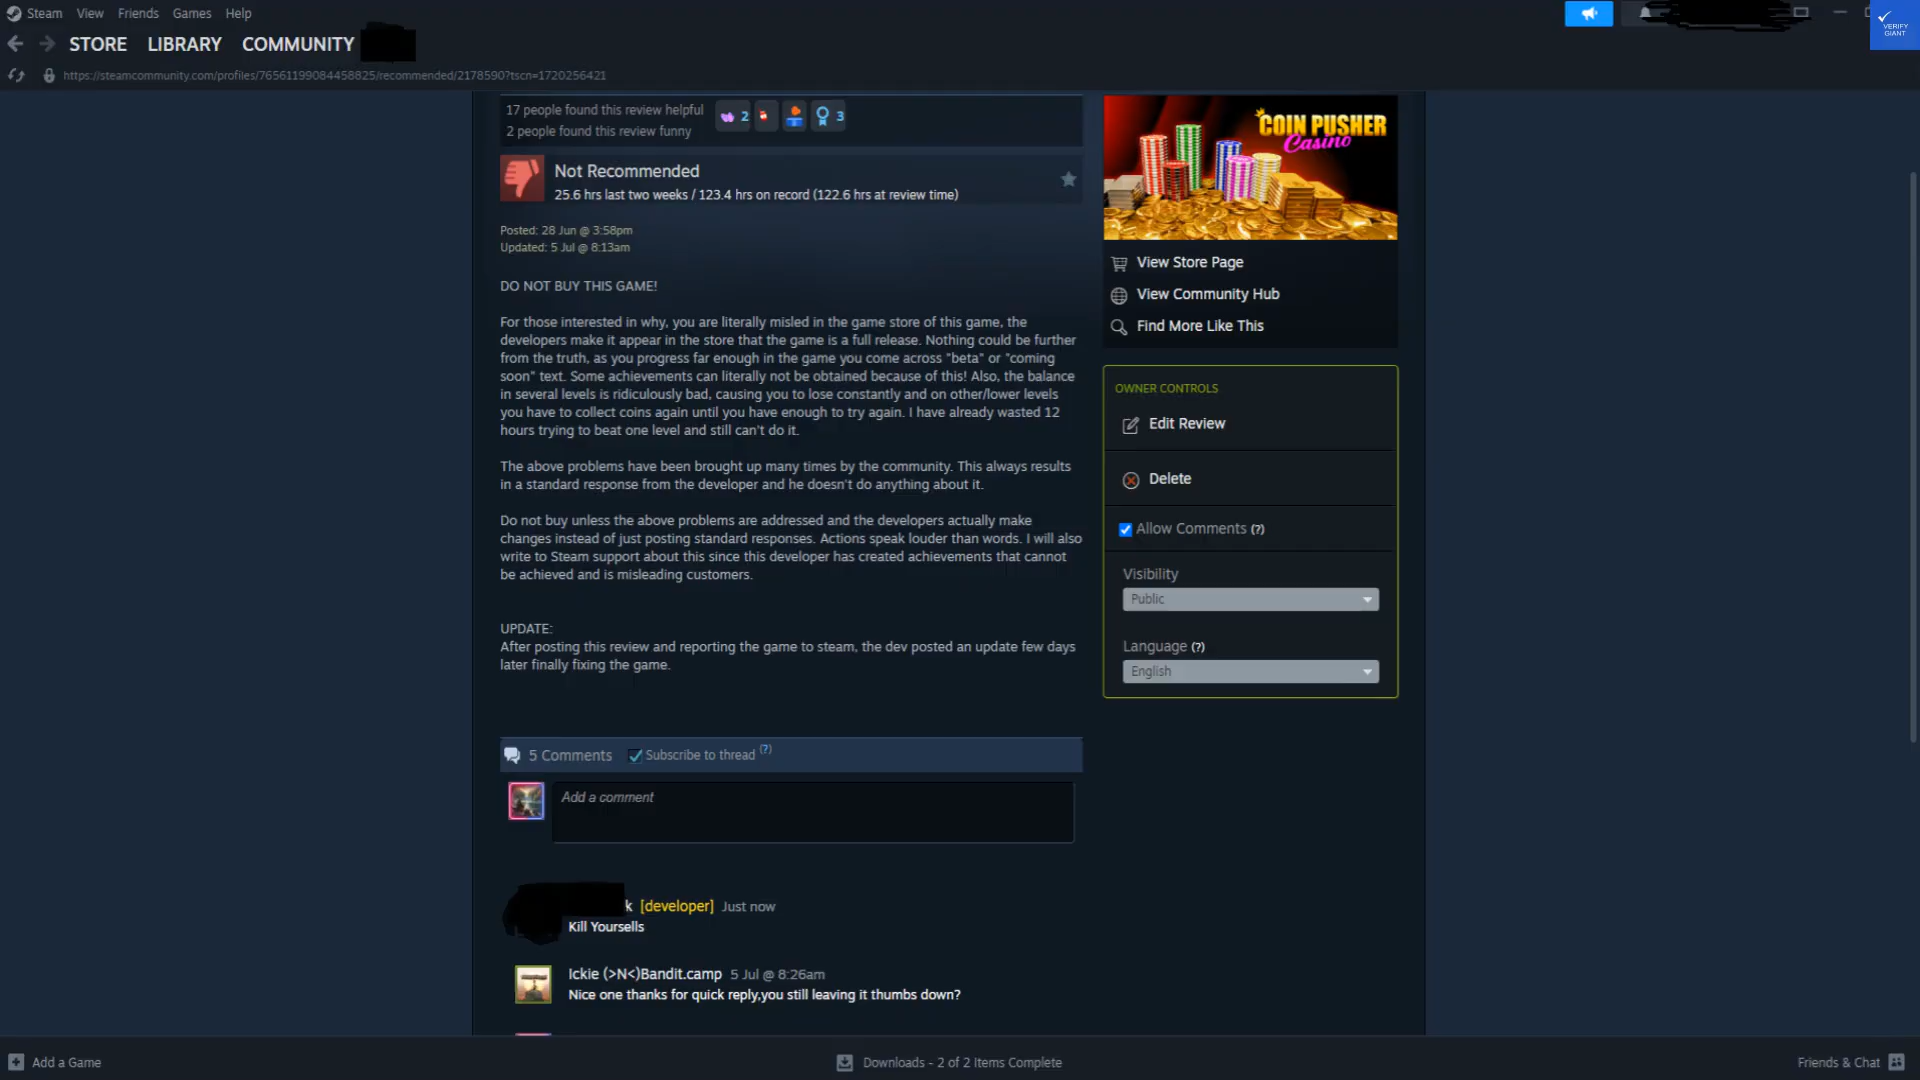 Steam View Friends Games Help
VERIFY
GIANT
STORE LIBRARY COMMUNITY
https://steamcommunity.com/profiles/76561199084458825/recommended/2178590?tscn=1720256421
17 people found this review helpful
2 people found this review funny
2
3
COIN PUSHER
Casino
Not Recommended
25.6 hrs last two weeks / 123.4 hrs on record (122.6 hrs at review time)
Posted: 28 Jun @ 3:58pm
Updated: 5 Jul @ 8:13am
DO NOT BUY THIS GAME!
For those interested in why, you are literally misled in the game store of this game, the
developers make it appear in the store that the game is a full release. Nothing could be further
from the truth, as you progress far enough in the game you come across "beta" or "coming
soon" text. Some achievements can literally not be obtained because of this! Also, the balance
in several levels is ridiculously bad, causing you to lose constantly and on other/lower levels
you have to collect coins again until you have enough to try again. I have already wasted 12
hours trying to beat one level and still can't do it.
The above problems have been brought up many times by the community. This always results
in a standard response from the developer and he doesn't do anything about it.
Do not buy unless the above problems are addressed and the developers actually make
changes instead of just posting standard responses. Actions speak louder than words. I will also
write to Steam support about this since this developer has created achievements that cannot
be achieved and is misleading customers.
UPDATE:
After posting this review and reporting the game to steam, the dev posted an update few days
later finally fixing the game.
View Store Page
View Community Hub
Find More Like This
OWNER CONTROLS
Edit Review
Delete
Allow Comments (?)
Visibility
Public
Language (?)
English
5 Comments Subscribe to thread (?)
Add a comment
k [developer] Just now
Kill Yoursells
Ickie (>N<)Bandit.camp 5 Jul @ 8:26am
Nice one thanks for quick reply,you still leaving it thumbs down?
Add a Game
Downloads - 2 of 2 Items Complete
Friends & Chat